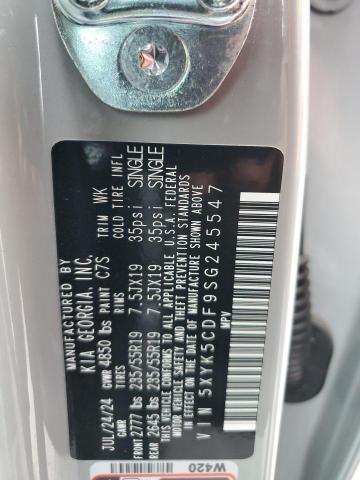 MANUFACTURED BY
KIA GEORGIA, INC.
JUL/24/24 GVWR 4850 lbs PAINT C7S TRIM WK
GAWR TIRES RIMS COLD TIRE INFL
FRONT 2777 lbs 235/55R19 7.5JX19 35psi SINGLE
REAR 2645 lbs 235/55R19 7.5JX19 35psi SINGLE
THIS VEHICLE CONFORMS TO ALL APPLICABLE U.S.A. FEDERAL
MOTOR VEHICLE SAFETY AND THEFT PREVENTION STANDARDS
IN EFFECT ON THE DATE OF MANUFACTURE SHOWN ABOVE
VIN 5XYK5CDF9SG245547
MPV
W420